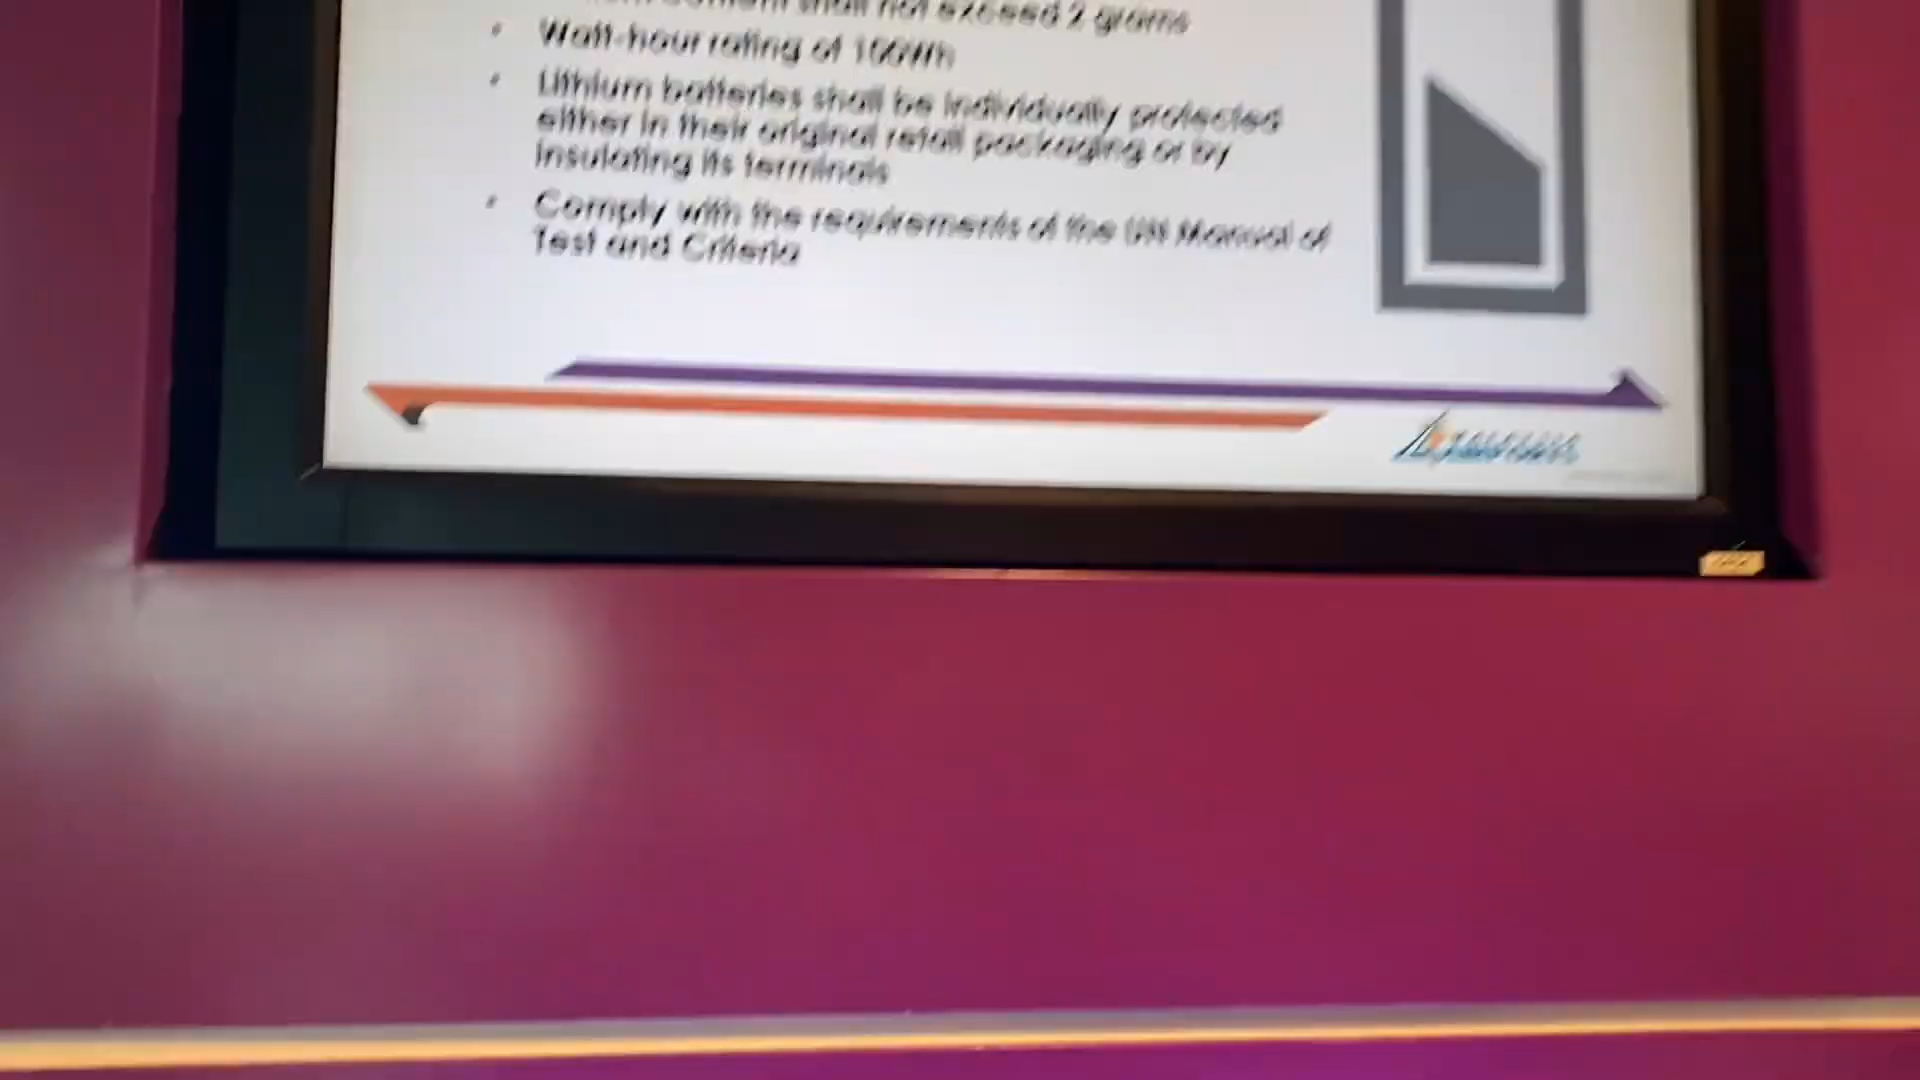 content shall not exceed 2 grams
Watt-hour rating of 100Wh
Lithium batteries shall be individually protected
either in their original retail packaging or by
insulating its terminals
Comply with the requirements of the UN Manual of
Test and Criteria